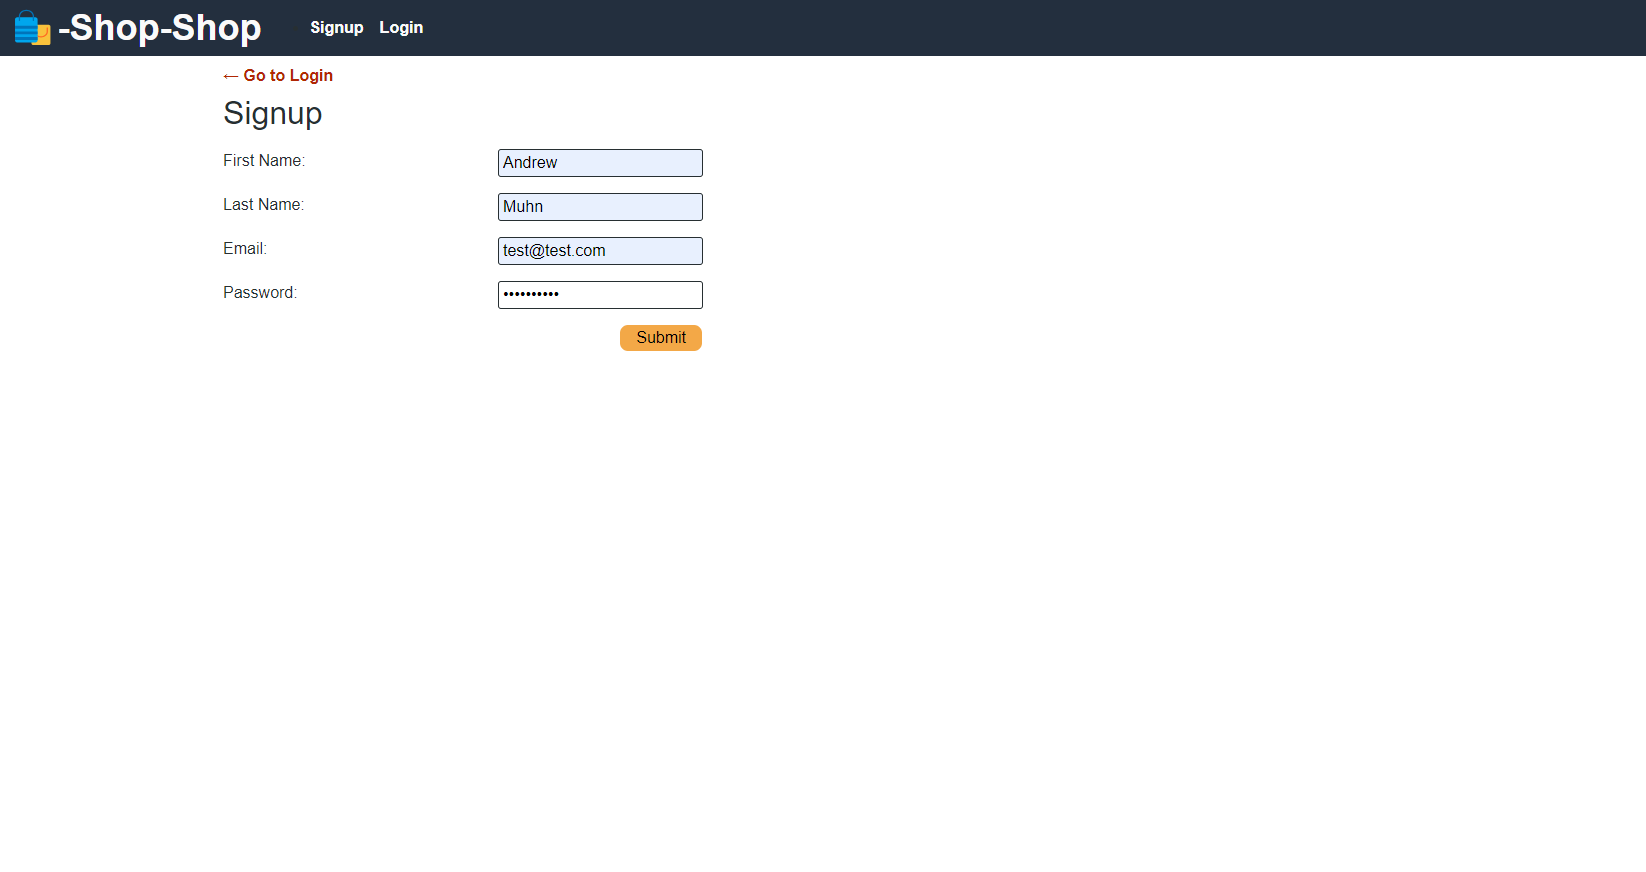 -Shop-Shop Signup Login
← Go to Login
Signup
First Name: Andrew
Last Name: Muhn
Email: test@test.com
Password: ••••••••••
Submit